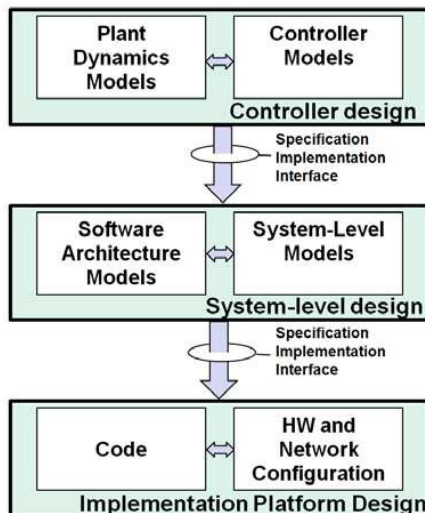 Plant
Dynamics
Models
Controller
Models
Controller design
Specification
Implementation
Interface
Software
Architecture
Models
System-Level
Models
System-level design
Specification
Implementation
Interface
Code
HW and
Network
Configuration
Implementation Platform Design